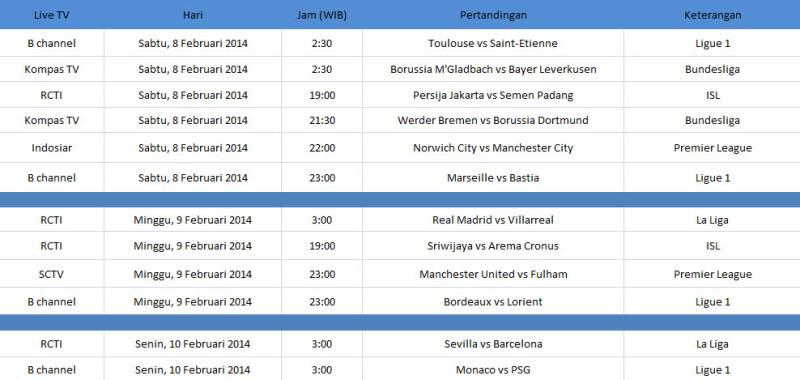 Live TV Hari Jam (WIB) Pertandingan Keterangan
B channel Sabtu, 8 Februari 2014 2:30 Toulouse vs Saint-Etienne Ligue 1
Kompas TV Sabtu, 8 Februari 2014 2:30 Borussia M'Gladbach vs Bayer Leverkusen Bundesliga
RCTI Sabtu, 8 Februari 2014 19:00 Persija Jakarta vs Semen Padang ISL
Kompas TV Sabtu, 8 Februari 2014 21:30 Werder Bremen vs Borussia Dortmund Bundesliga
Indosiar Sabtu, 8 Februari 2014 22:00 Norwich City vs Manchester City Premier League
B channel Sabtu, 8 Februari 2014 23:00 Marseille vs Bastia Ligue 1
RCTI Minggu, 9 Februari 2014 3:00 Real Madrid vs Villarreal La Liga
RCTI Minggu, 9 Februari 2014 19:00 Sriwijaya vs Arema Cronus ISL
SCTV Minggu, 9 Februari 2014 23:00 Manchester United vs Fulham Premier League
B channel Minggu, 9 Februari 2014 23:00 Bordeaux vs Lorient Ligue 1
RCTI Senin, 10 Februari 2014 3:00 Sevilla vs Barcelona La Liga
B channel Senin, 10 Februari 2014 3:00 Monaco vs PSG Ligue 1